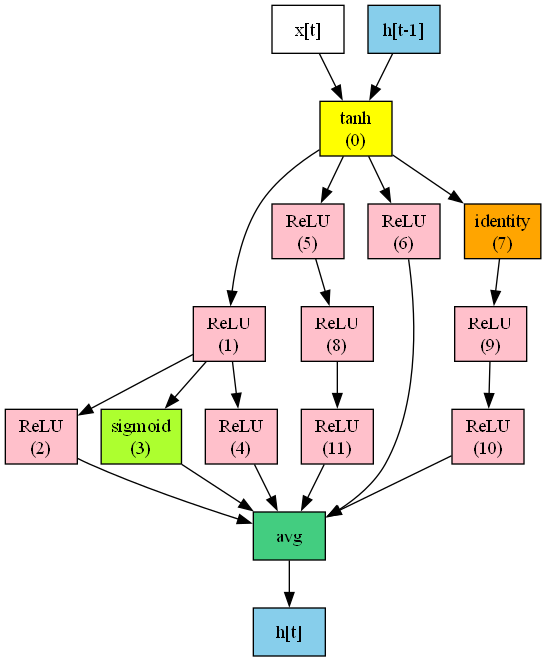 x[t]
h[t-1]
tanh
(0)
ReLU
(5)
ReLU
(6)
identity
(7)
ReLU
(1)
ReLU
(8)
ReLU
(9)
ReLU
(2)
sigmoid
(3)
ReLU
(4)
ReLU
(11)
ReLU
(10)
avg
h[t]